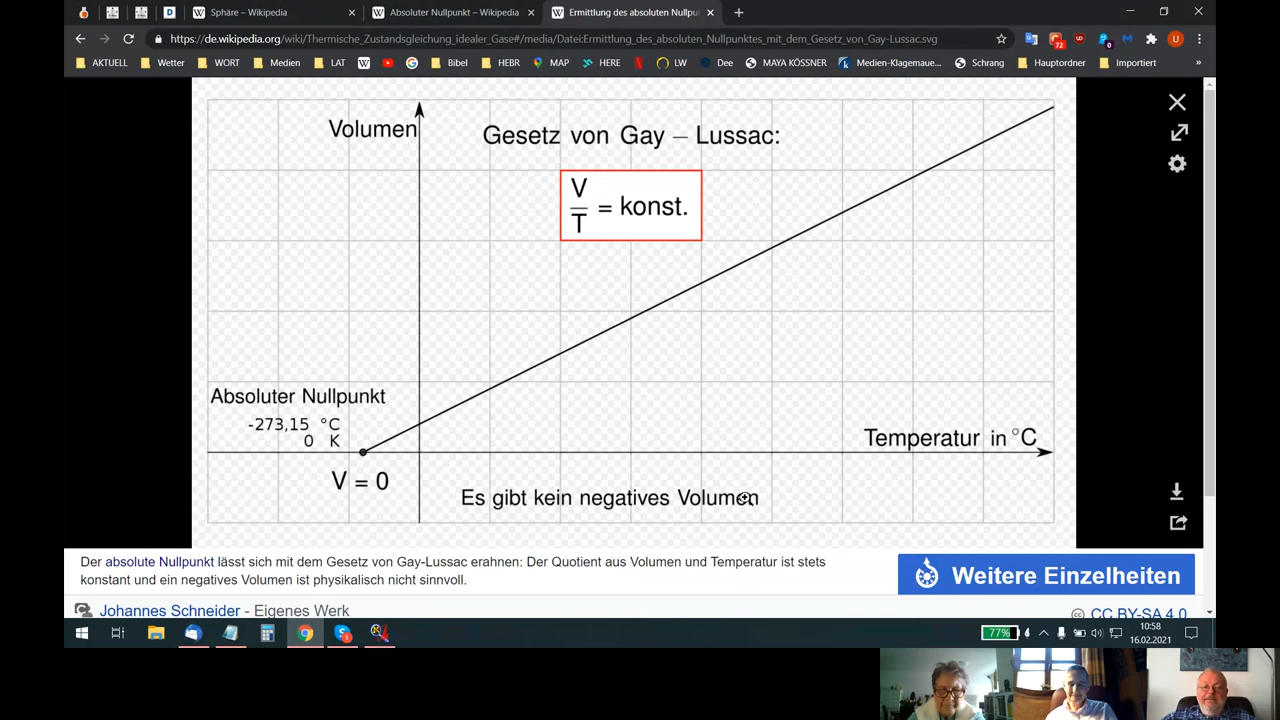 Sphäre – Wikipedia
Absoluter Nullpunkt – Wikipedia
Ermittlung des absoluten Nullpu
https://de.wikipedia.org/wiki/Thermische_Zustandsgleichung_idealer_Gase#/media/Datei:Ermittlung_des_absoluten_Nullpunktes_mit_dem_Gesetz_von_Gay-Lussac.svg
72
0
U
AKTUELL
Wetter
WORT
Medien
LAT
Bibel
HEBR
MAP
HERE
LW
Dee
MAYA KÖSSNER
Medien-Klagemaue...
Schrang
Hauptordner
Importiert
»
Volumen
Gesetz von Gay – Lussac:
V
T = konst.
Absoluter Nullpunkt
-273,15 °C
0 K
Temperatur in °C
V = 0
Es gibt kein negatives Volumen
Der absolute Nullpunkt lässt sich mit dem Gesetz von Gay-Lussac erahnen: Der Quotient aus Volumen und Temperatur ist stets
konstant und ein negatives Volumen ist physikalisch nicht sinnvoll.
Weitere Einzelheiten
Johannes Schneider - Eigenes Werk
CC BY-SA 4.0
77%
10:58
16.02.2021